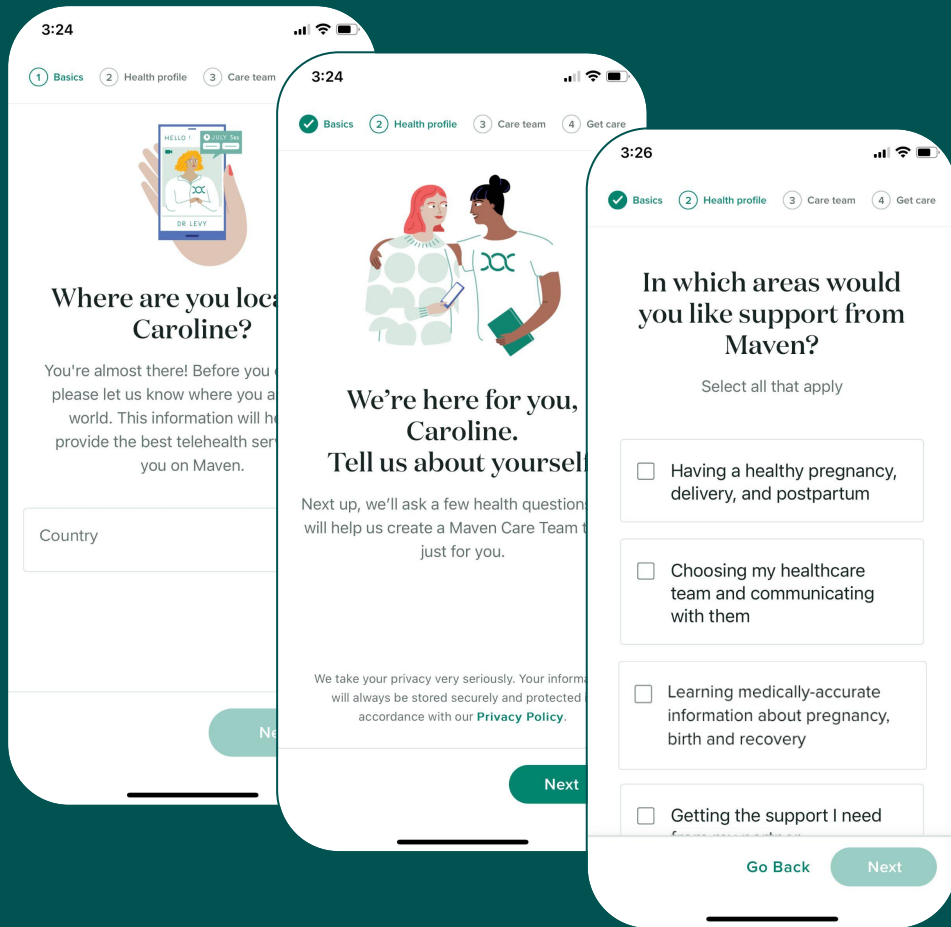 3:24
1 Basics 2 Health profile 3 Care team
HELLO !
JULY
DR LEVY
Where are you
Caroline?
You're almost there! Before you
please let us know where you
world. This information will
provide the best telehealth
you on Maven.
Country
3:24
Basics 2 Health profile 3 Care team 4 Get care
We're here for you,
Caroline.
Tell us about yourself
Next up, we'll ask a few health questions
will help us create a Maven Care Team
just for you.
We take your privacy very seriously. Your
will always be stored securely and protected
accordance with our Privacy Policy.
Next
3:26
Basics 2 Health profile 3 Care team 4 Get care
In which areas would
you like support from
Maven?
Select all that apply
Having a healthy pregnancy,
delivery, and postpartum
Choosing my healthcare
team and communicating
with them
Learning medically-accurate
information about pregnancy,
birth and recovery
Getting the support I need
Go Back Next